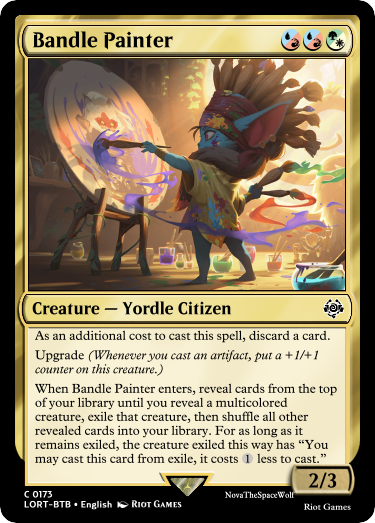 Bandle Painter
Creature — Yordle Citizen
As an additional cost to cast this spell, discard a card.
Upgrade (Whenever you cast an artifact, put a +1/+1
counter on this creature.)
When Bandle Painter enters, reveal cards from the top
of your library until you reveal a multicolored
creature, exile that creature, then shuffle all other
revealed cards into your library. For as long as it
remains exiled, the creature exiled this way has “You
may cast this card from exile, it costs 1 less to cast.”
2/3
C 0173 NovaTheSpaceWolf
LORT-BTB • English Riot Games Riot Games